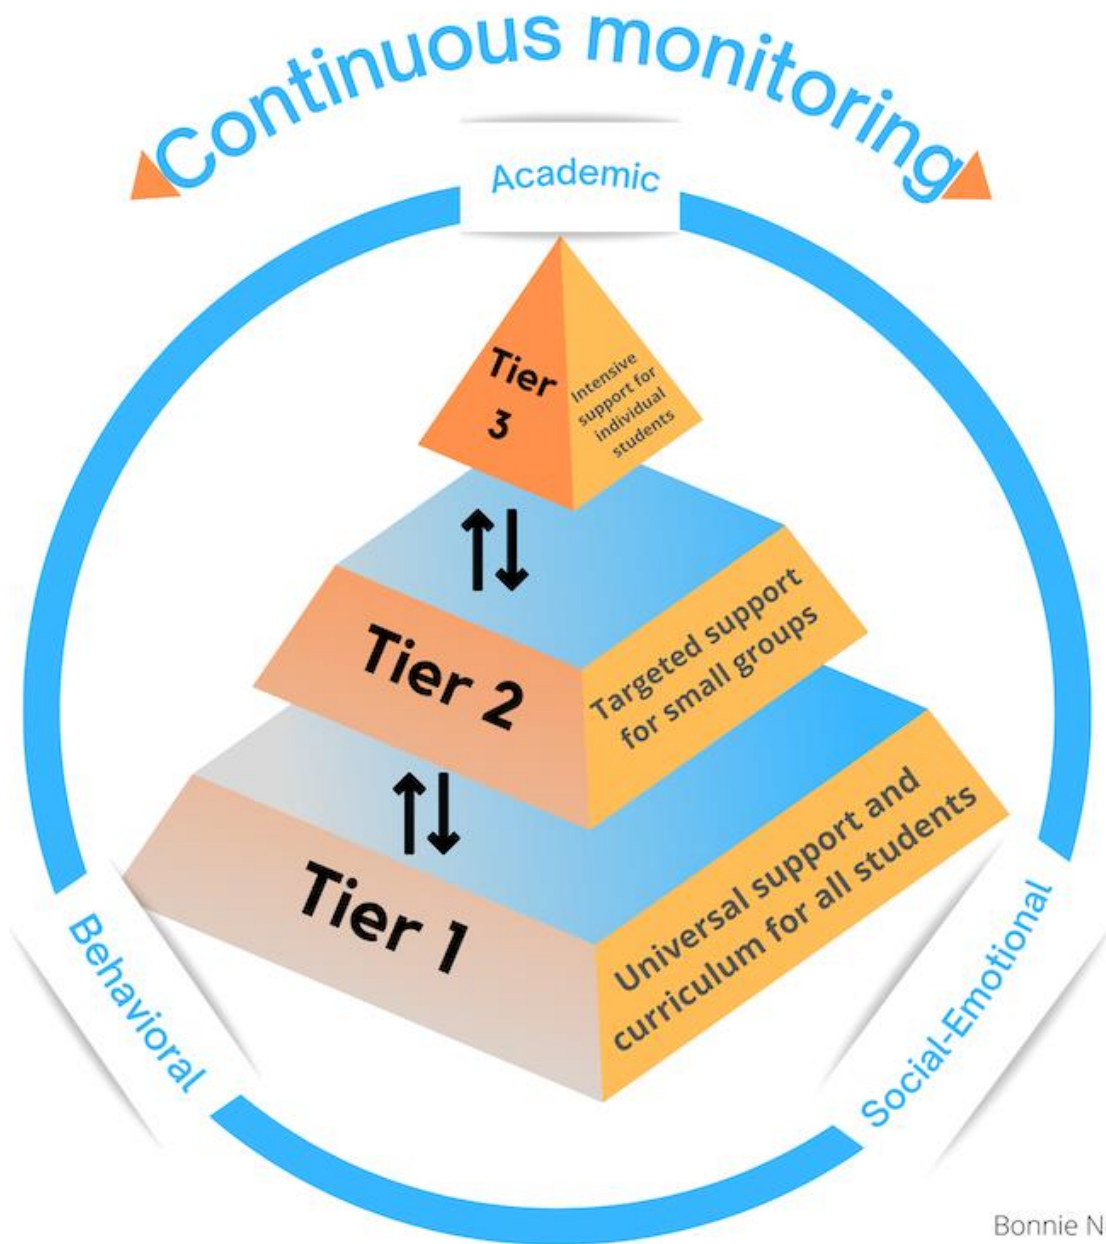 Continuous monitoring
Academic
Tier
3
Intensive
support for
individual
students
Tier 2
Targeted support
for small groups
Tier 1
Universal support and
curriculum for all students
Behavioral
Social-Emotional
Bonnie N